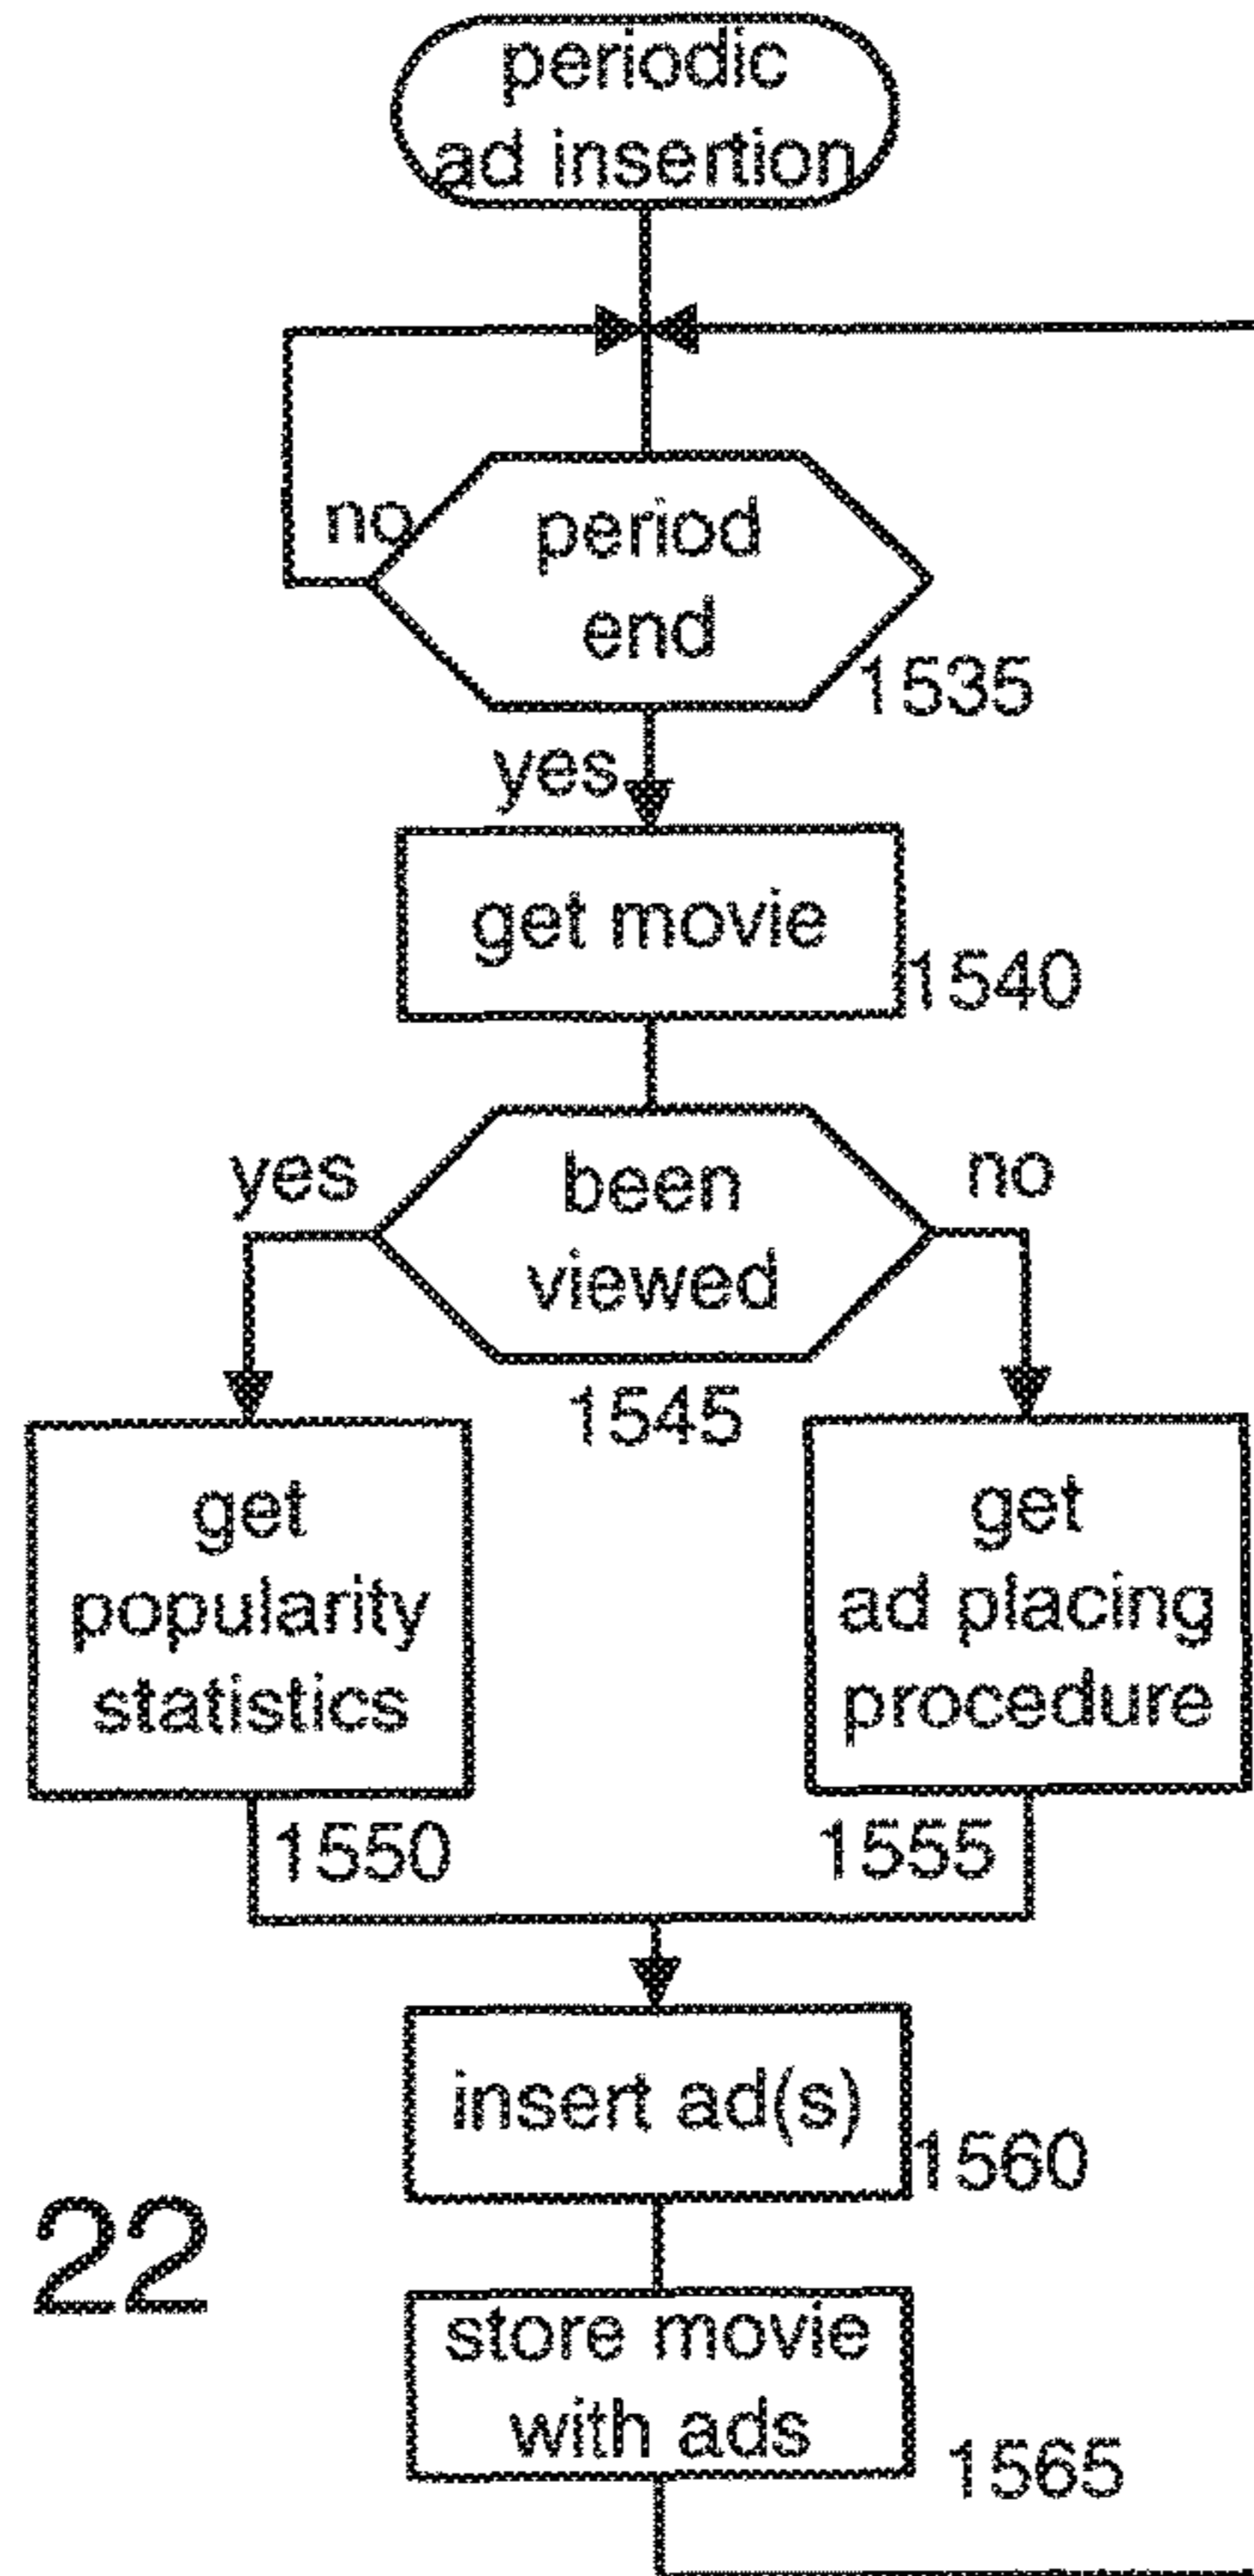 periodic
ad insertion
no
period
end
1535
yes
get movie
1540
yes
been
viewed
no
1545
get
popularity
statistics
1550
get
ad placing
procedure
1555
insert ad(s)
1560
22
store movie
with ads
1565